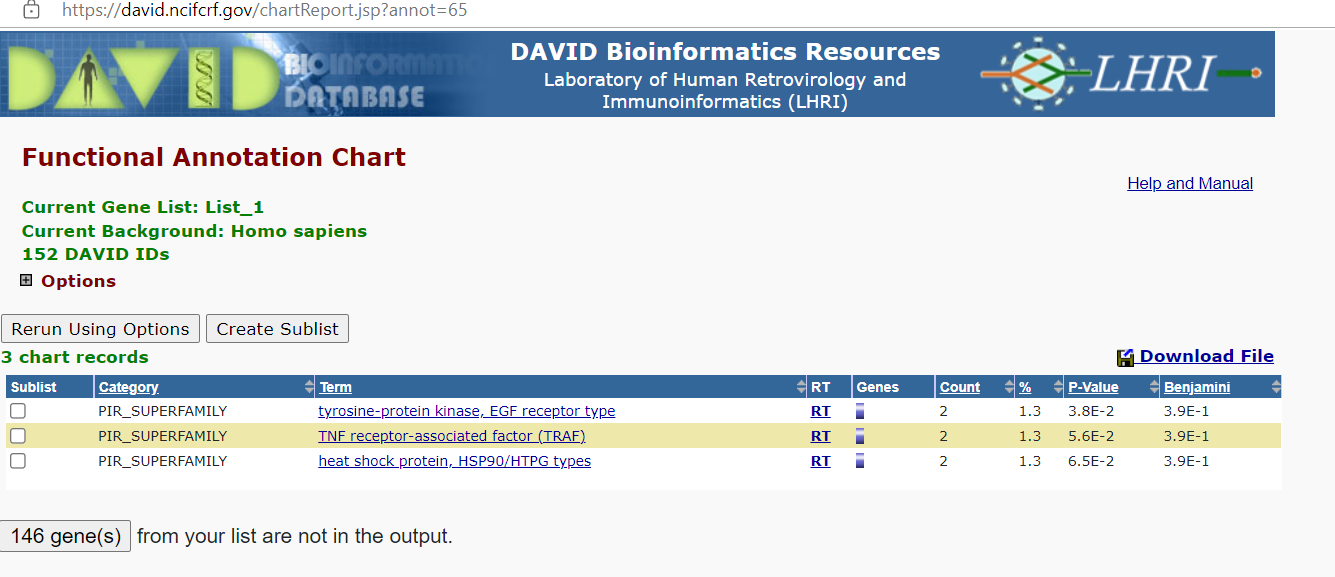 https://david.ncifcrf.gov/chartReport.jsp?annot=65
DAVID BIOINFORMATICS DATABASE
DAVID Bioinformatics Resources
Laboratory of Human Retrovirology and
Immunoinformatics (LHRI)
LHRI
Functional Annotation Chart
Help and Manual
Current Gene List: List_1
Current Background: Homo sapiens
152 DAVID IDs
Options
Rerun Using Options Create Sublist
3 chart records
Download File
Sublist Category Term RT Genes Count % P-Value Benjamini
PIR_SUPERFAMILY tyrosine-protein kinase, EGF receptor type RT 2 1.3 3.8E-2 3.9E-1
PIR_SUPERFAMILY TNF receptor-associated factor (TRAF) RT 2 1.3 5.6E-2 3.9E-1
PIR_SUPERFAMILY heat shock protein, HSP90/HTPG types RT 2 1.3 6.5E-2 3.9E-1
146 gene(s) from your list are not in the output.